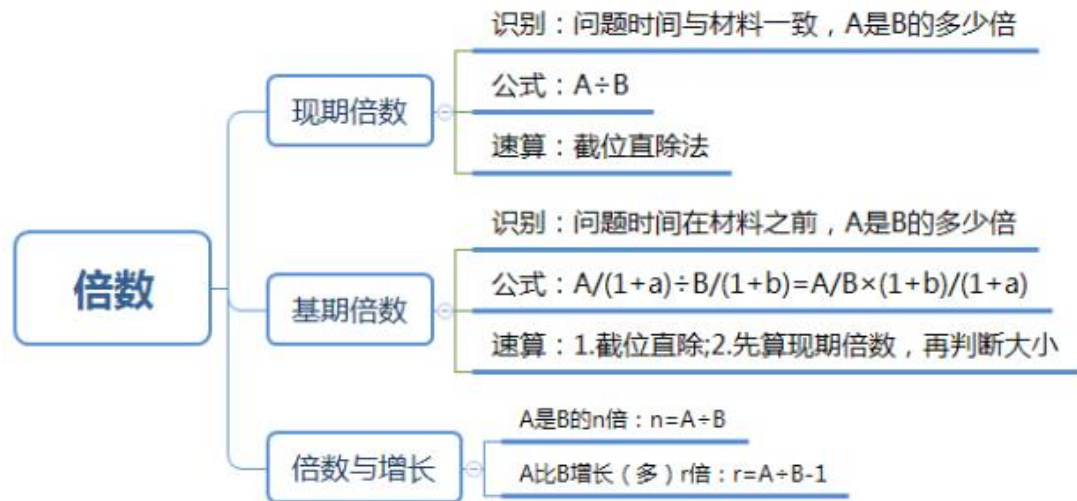 倍数
现期倍数
识别：问题时间与材料一致，A是B的多少倍
公式：A÷B
速算：截位直除法
基期倍数
识别：问题时间在材料之前，A是B的多少倍
公式：A/(1+a)÷B/(1+b)=A/B×(1+b)/(1+a)
速算：1.截位直除;2.先算现期倍数，再判断大小
倍数与增长
A是B的n倍：n=A÷B
A比B增长（多）r倍：r=A÷B-1